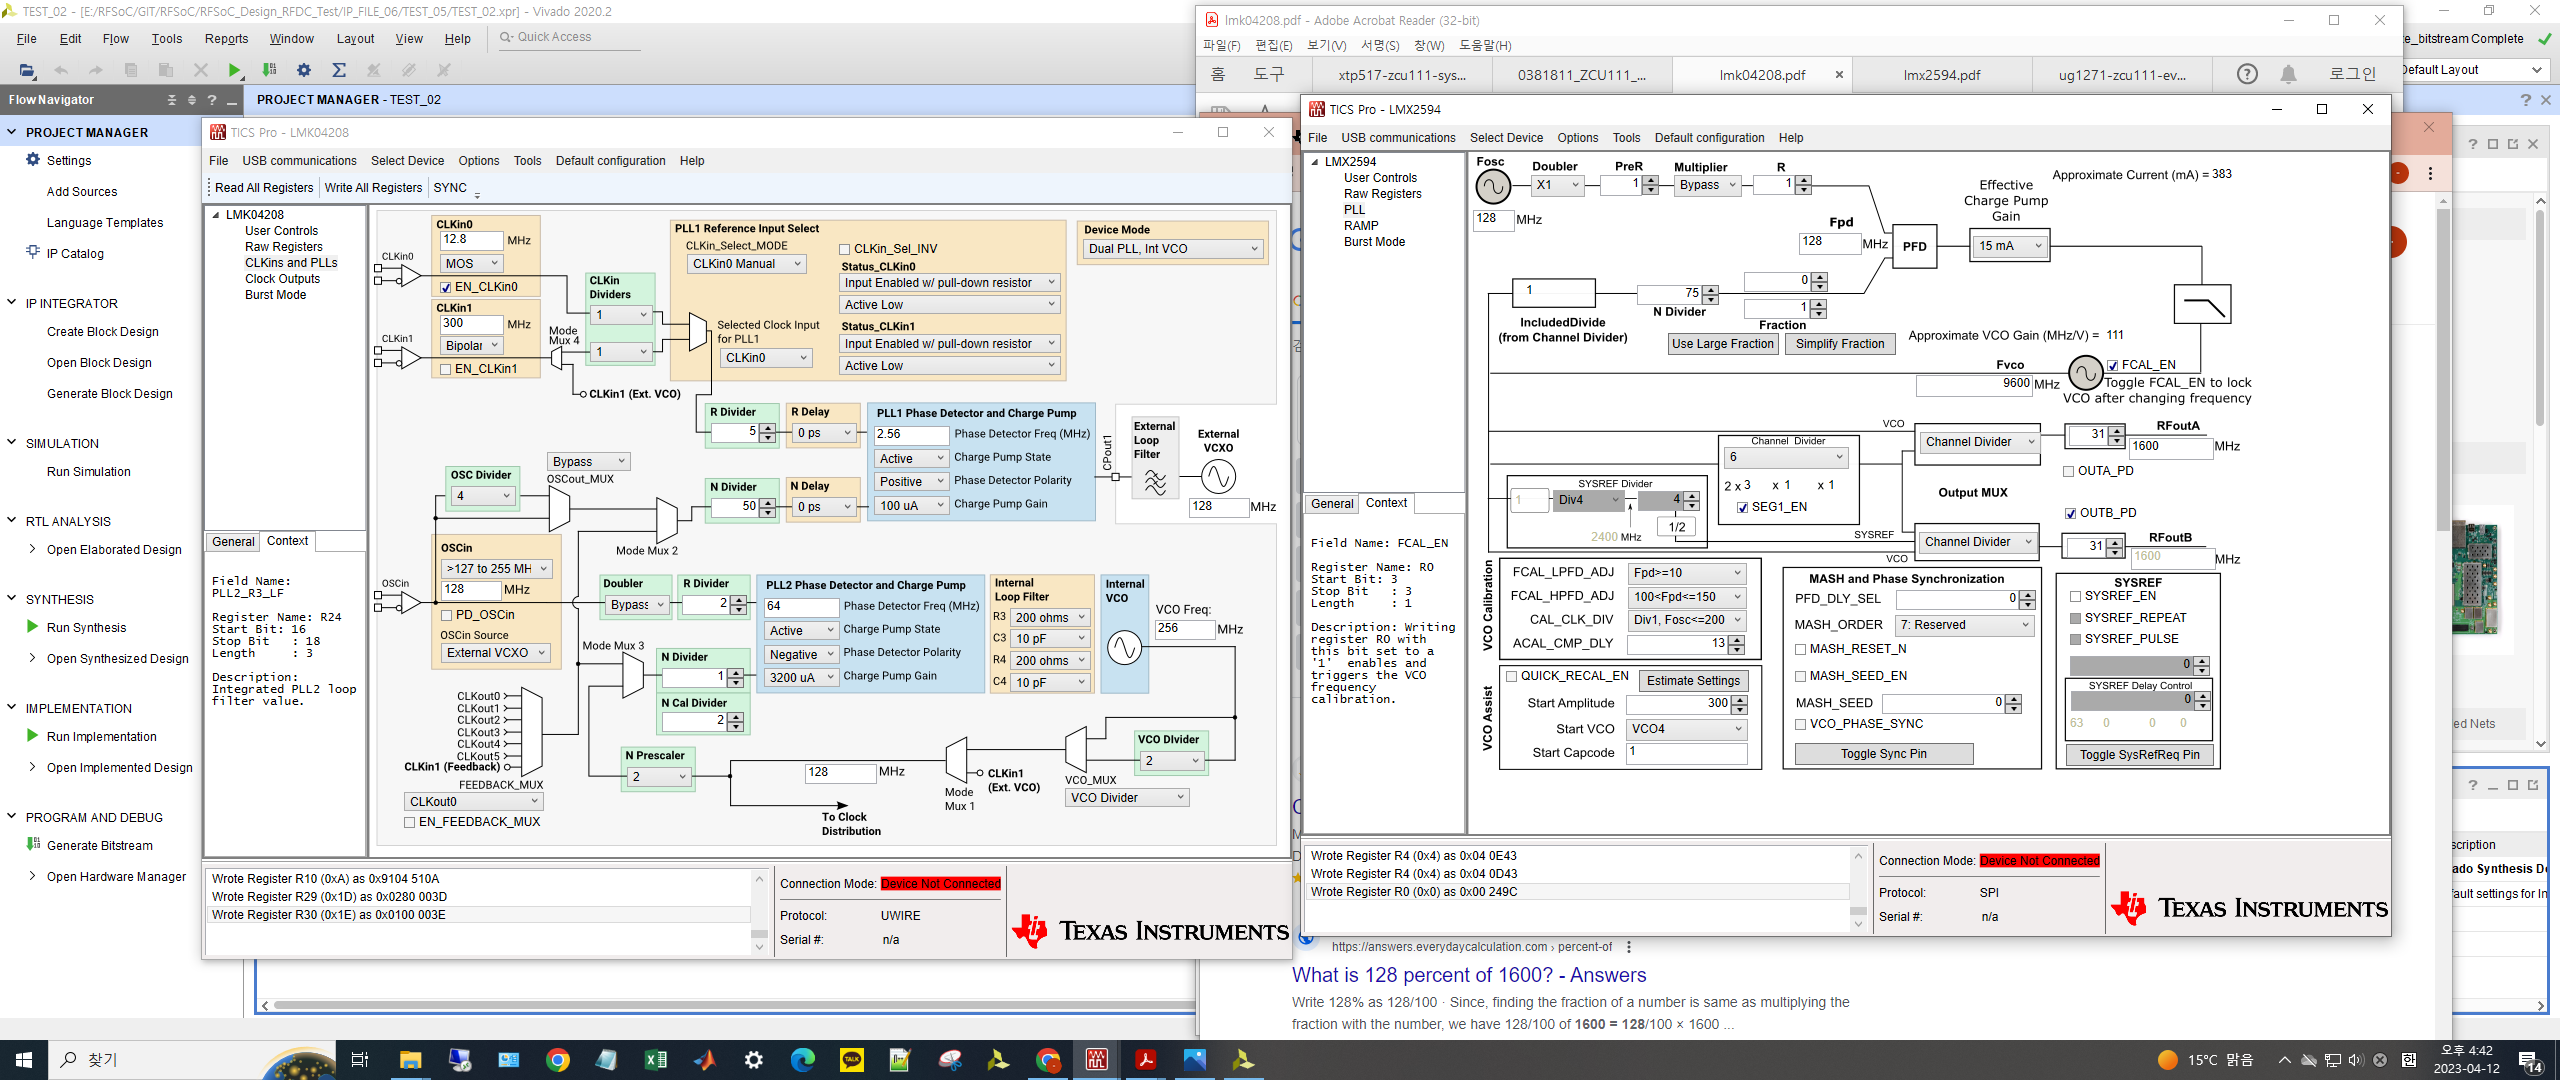 TEST_02 - [E:/RFSoC/GIT/RFSoC/RFSoC_Design_RFDC_Test/IP_FILE_06/TEST_05/TEST_02.xpr] - Vivado 2020.2
File Edit Flow Tools Reports Window Layout View Help Quick Access
Flow Navigator
PROJECT MANAGER - TEST_02
PROJECT MANAGER
Settings
Add Sources
Language Templates
IP Catalog
IP INTEGRATOR
Create Block Design
Open Block Design
Generate Block Design
SIMULATION
Run Simulation
RTL ANALYSIS
Open Elaborated Design
SYNTHESIS
Run Synthesis
Open Synthesized Design
IMPLEMENTATION
Run Implementation
Open Implemented Design
PROGRAM AND DEBUG
Generate Bitstream
Open Hardware Manager
TICS Pro - LMK04208
File USB communications Select Device Options Tools Default configuration Help
Read All Registers Write All Registers SYNC
LMK04208
User Controls
Raw Registers
CLKins and PLLs
Clock Outputs
Burst Mode
General Context
Field Name:
PLL2_R3_LF
Register Name: R24
Start Bit: 16
Stop Bit : 18
Length : 3
Description:
Integrated PLL2 loop
filter value.
CLKin0
12.8 MHz
MOS
EN_CLKin0
CLKin0
CLKin1
300 MHz
Bipolar
EN_CLKin1
CLKin1
Mode
Mux 4
CLKin
Dividers
1
1
CLKin1 (Ext. VCO)
PLL1 Reference Input Select
CLKin_Select_MODE
CLKin0 Manual
CLKin_Sel_INV
Status_CLKin0
Input Enabled w/ pull-down resistor
Active Low
Status_CLKin1
Input Enabled w/ pull-down resistor
Active Low
Selected Clock Input
for PLL1
CLKin0
Device Mode
Dual PLL, Int VCO
R Divider
5
R Delay
0 ps
N Divider
50
N Delay
0 ps
PLL1 Phase Detector and Charge Pump
2.56 Phase Detector Freq (MHz)
Active Charge Pump State
Positive Phase Detector Polarity
100 uA Charge Pump Gain
CPout1
External
Loop
Filter
External
VCXO
128 MHz
OSC Divider
4
Bypass
OSCout_MUX
Mode Mux 2
OSCin
>127 to 255 MH
128 MHz
PD_OSCin
OSCin Source
External VCXO
OSCin
Doubler
Bypass
R Divider
2
PLL2 Phase Detector and Charge Pump
64 Phase Detector Freq (MHz)
Active Charge Pump State
Negative Phase Detector Polarity
3200 uA Charge Pump Gain
Internal
Loop Filter
R3 200 ohms
C3 10 pF
R4 200 ohms
C4 10 pF
Internal
VCO
VCO Freq:
256 MHz
Mode Mux 3
N Divider
1
N Cal Divider
2
CLKout0
CLKout1
CLKout2
CLKout3
CLKout4
CLKout5
CLKin1 (Feedback)
FEEDBACK_MUX
CLKout0
EN_FEEDBACK_MUX
N Prescaler
2
128 MHz
To Clock
Distribution
Mode
Mux 1
CLKin1
(Ext. VCO)
VCO_MUX
VCO Divider
VCO DIvider
2
Wrote Register R10 (0xA) as 0x9104 510A
Wrote Register R29 (0x1D) as 0x0280 003D
Wrote Register R30 (0x1E) as 0x0100 003E
Connection Mode: Device Not Connected
Protocol: UWIRE
Serial #: n/a
TEXAS INSTRUMENTS
lmk04208.pdf - Adobe Acrobat Reader (32-bit)
파일(F) 편집(E) 보기(V) 서명(S) 창(W) 도움말(H)
홈 도구 xtp517-zcu111-sys... 0381811_ZCU111_... lmk04208.pdf lmx2594.pdf ug1271-zcu111-ev... 로그인
te_bitstream Complete
Default Layout
TICS Pro - LMX2594
File USB communications Select Device Options Tools Default configuration Help
LMX2594
User Controls
Raw Registers
PLL
RAMP
Burst Mode
General Context
Field Name: FCAL_EN
Register Name: R0
Start Bit: 3
Stop Bit : 3
Length : 1
Description: Writing
register R0 with
this bit set to a
'1' enables and
triggers the VCO
frequency
calibration.
Fosc
128 MHz
Doubler
X1
PreR
1
Multiplier
Bypass
R
1
Approximate Current (mA) = 383
Fpd
128 MHz
PFD
Effective
Charge Pump
Gain
15 mA
1
IncludedDivide
(from Channel Divider)
75
N Divider
0
1
Fraction
Use Large Fraction
Simplify Fraction
Approximate VCO Gain (MHz/V) = 111
Fvco
9600 MHz
FCAL_EN
Toggle FCAL_EN to lock
VCO after changing frequency
VCO
Channel Divider
31
RFoutA
1600 MHz
OUTA_PD
Channel Divider
6
2 x 3 x 1 x 1
SEG1_EN
Output MUX
OUTB_PD
SYSREF Divider
1 Div4 4
1/2
2400 MHz
SYSREF
VCO
Channel Divider
31
RFoutB
1600 MHz
VCO Calibration
FCAL_LPFD_ADJ Fpd>=10
FCAL_HPFD_ADJ 100<Fpd<=150
CAL_CLK_DIV Div1, Fosc<=200
ACAL_CMP_DLY 13
VCO Assist
QUICK_RECAL_EN Estimate Settings
Start Amplitude 300
Start VCO VCO4
Start Capcode 1
MASH and Phase Synchronization
PFD_DLY_SEL 0
MASH_ORDER 7: Reserved
MASH_RESET_N
MASH_SEED_EN
MASH_SEED 0
VCO_PHASE_SYNC
Toggle Sync Pin
SYSREF
SYSREF_EN
SYSREF_REPEAT
SYSREF_PULSE
0
SYSREF Delay Control
0
63 0 0 0
Toggle SysRefReq Pin
Wrote Register R4 (0x4) as 0x04 0E43
Wrote Register R4 (0x4) as 0x04 0D43
Wrote Register R0 (0x0) as 0x00 249C
Connection Mode: Device Not Connected
Protocol: SPI
Serial #: n/a
TEXAS INSTRUMENTS
ed Nets
scription
ado Synthesis De
fault settings for In
https://answers.everydaycalculation.com › percent-of
What is 128 percent of 1600? - Answers
Write 128% as 128/100 · Since, finding the fraction of a number is same as multiplying the
fraction with the number, we have 128/100 of 1600 = 128/100 × 1600 ...
찾기
TALK
15°C 맑음
한
오후 4:42
2023-04-12
14